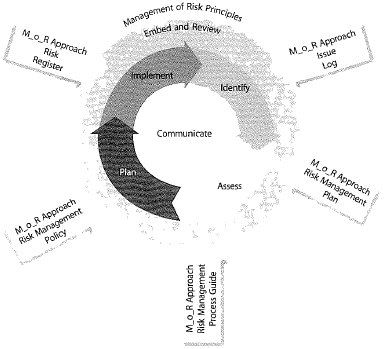 Management of Risk Principles
Embed and Review
M_o_R Approach
Risk
Register
M_o_R Approach
Issue
Log
Implement
Identify
Communicate
Plan
Assess
M_o_R Approach
Risk Management
Policy
M_o_R Approach
Risk Management
Plan
M_o_R Approach
Risk Management
Process Guide